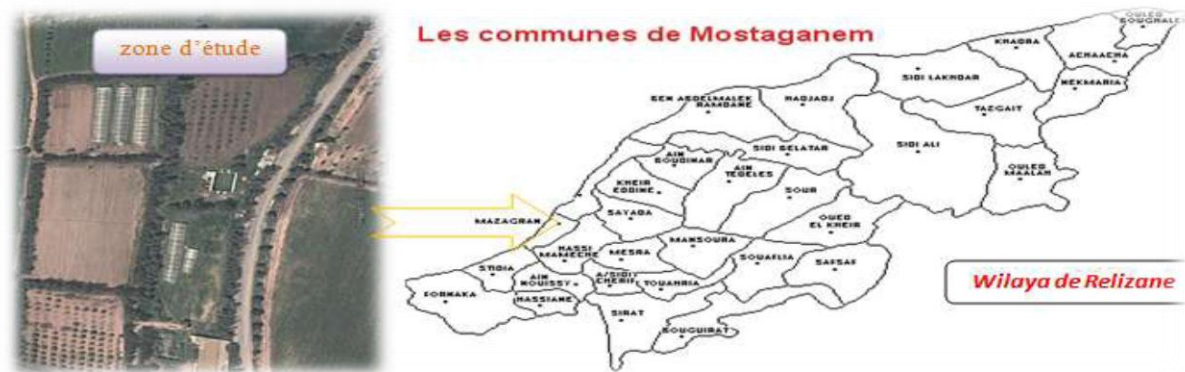 zone d'étude
Les communes de Mostaganem
OULED
BOUGHALE
KHADRA
ACHAACHA
SIDI LAKHDAR
NEKMARIA
BEN ABDELMALEK
RAMDANE
HADJADJ
TAZGAIT
SIDI BELATAR
SIDI ALI
AIN
BOUDINAR
AIN
TEDELES
OULED
MAALAH
KHEIR
EDDINE
SOUR
MAZAGRAN
SAYADA
OUED
EL KHEIR
MANSOURA
HASSI
MAMECHE
MESRA
SOUAFLIA
SAFSAF
STIDIA
AIN
NOUISSY
A/SIDI
CHERIF
TOUAHRIA
Wilaya de Relizane
FORNAKA
HASSIANE
SIRAT
BOUGUIRAT